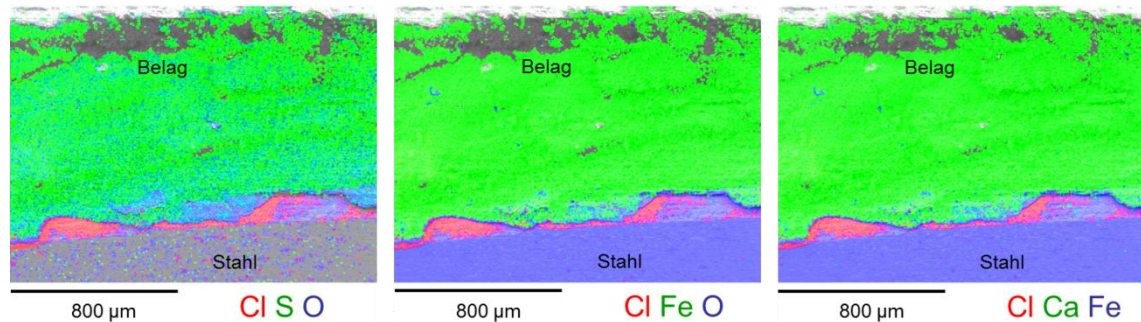 Belag
Stahl
800 µm Cl S O
Belag
Stahl
800 µm Cl Fe O
Belag
Stahl
800 µm Cl Ca Fe